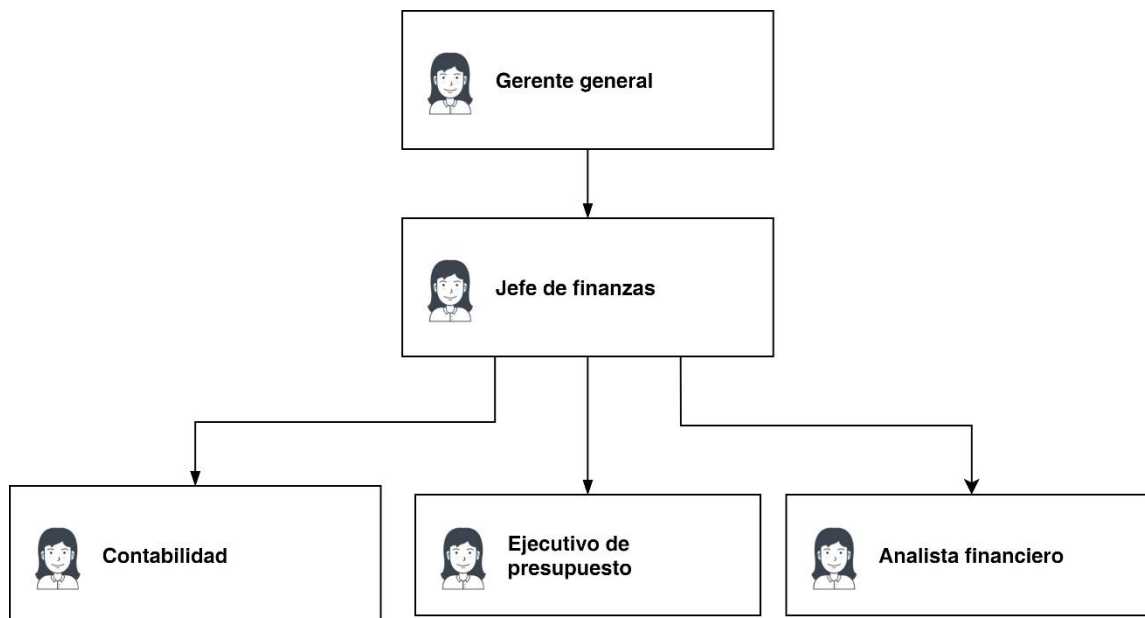 Gerente general
Jefe de finanzas
Contabilidad
Ejecutivo de
presupuesto
Analista financiero